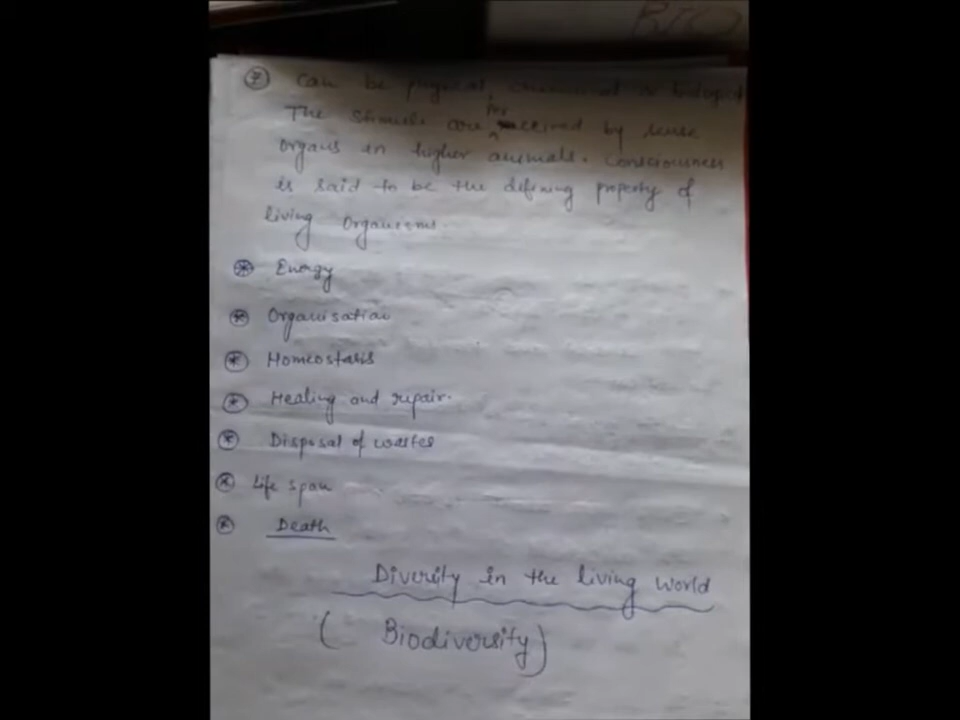 BIO
7 Can be physical, chemical or biological
The stimuli are perceived by sense
organs in higher animals. Consciousness
is said to be the defining property of
living Organisms.
Energy
Organisation
Homeostasis
Healing and repair.
Disposal of wastes
Life span
Death
Diversity in the living world
( Biodiversity )